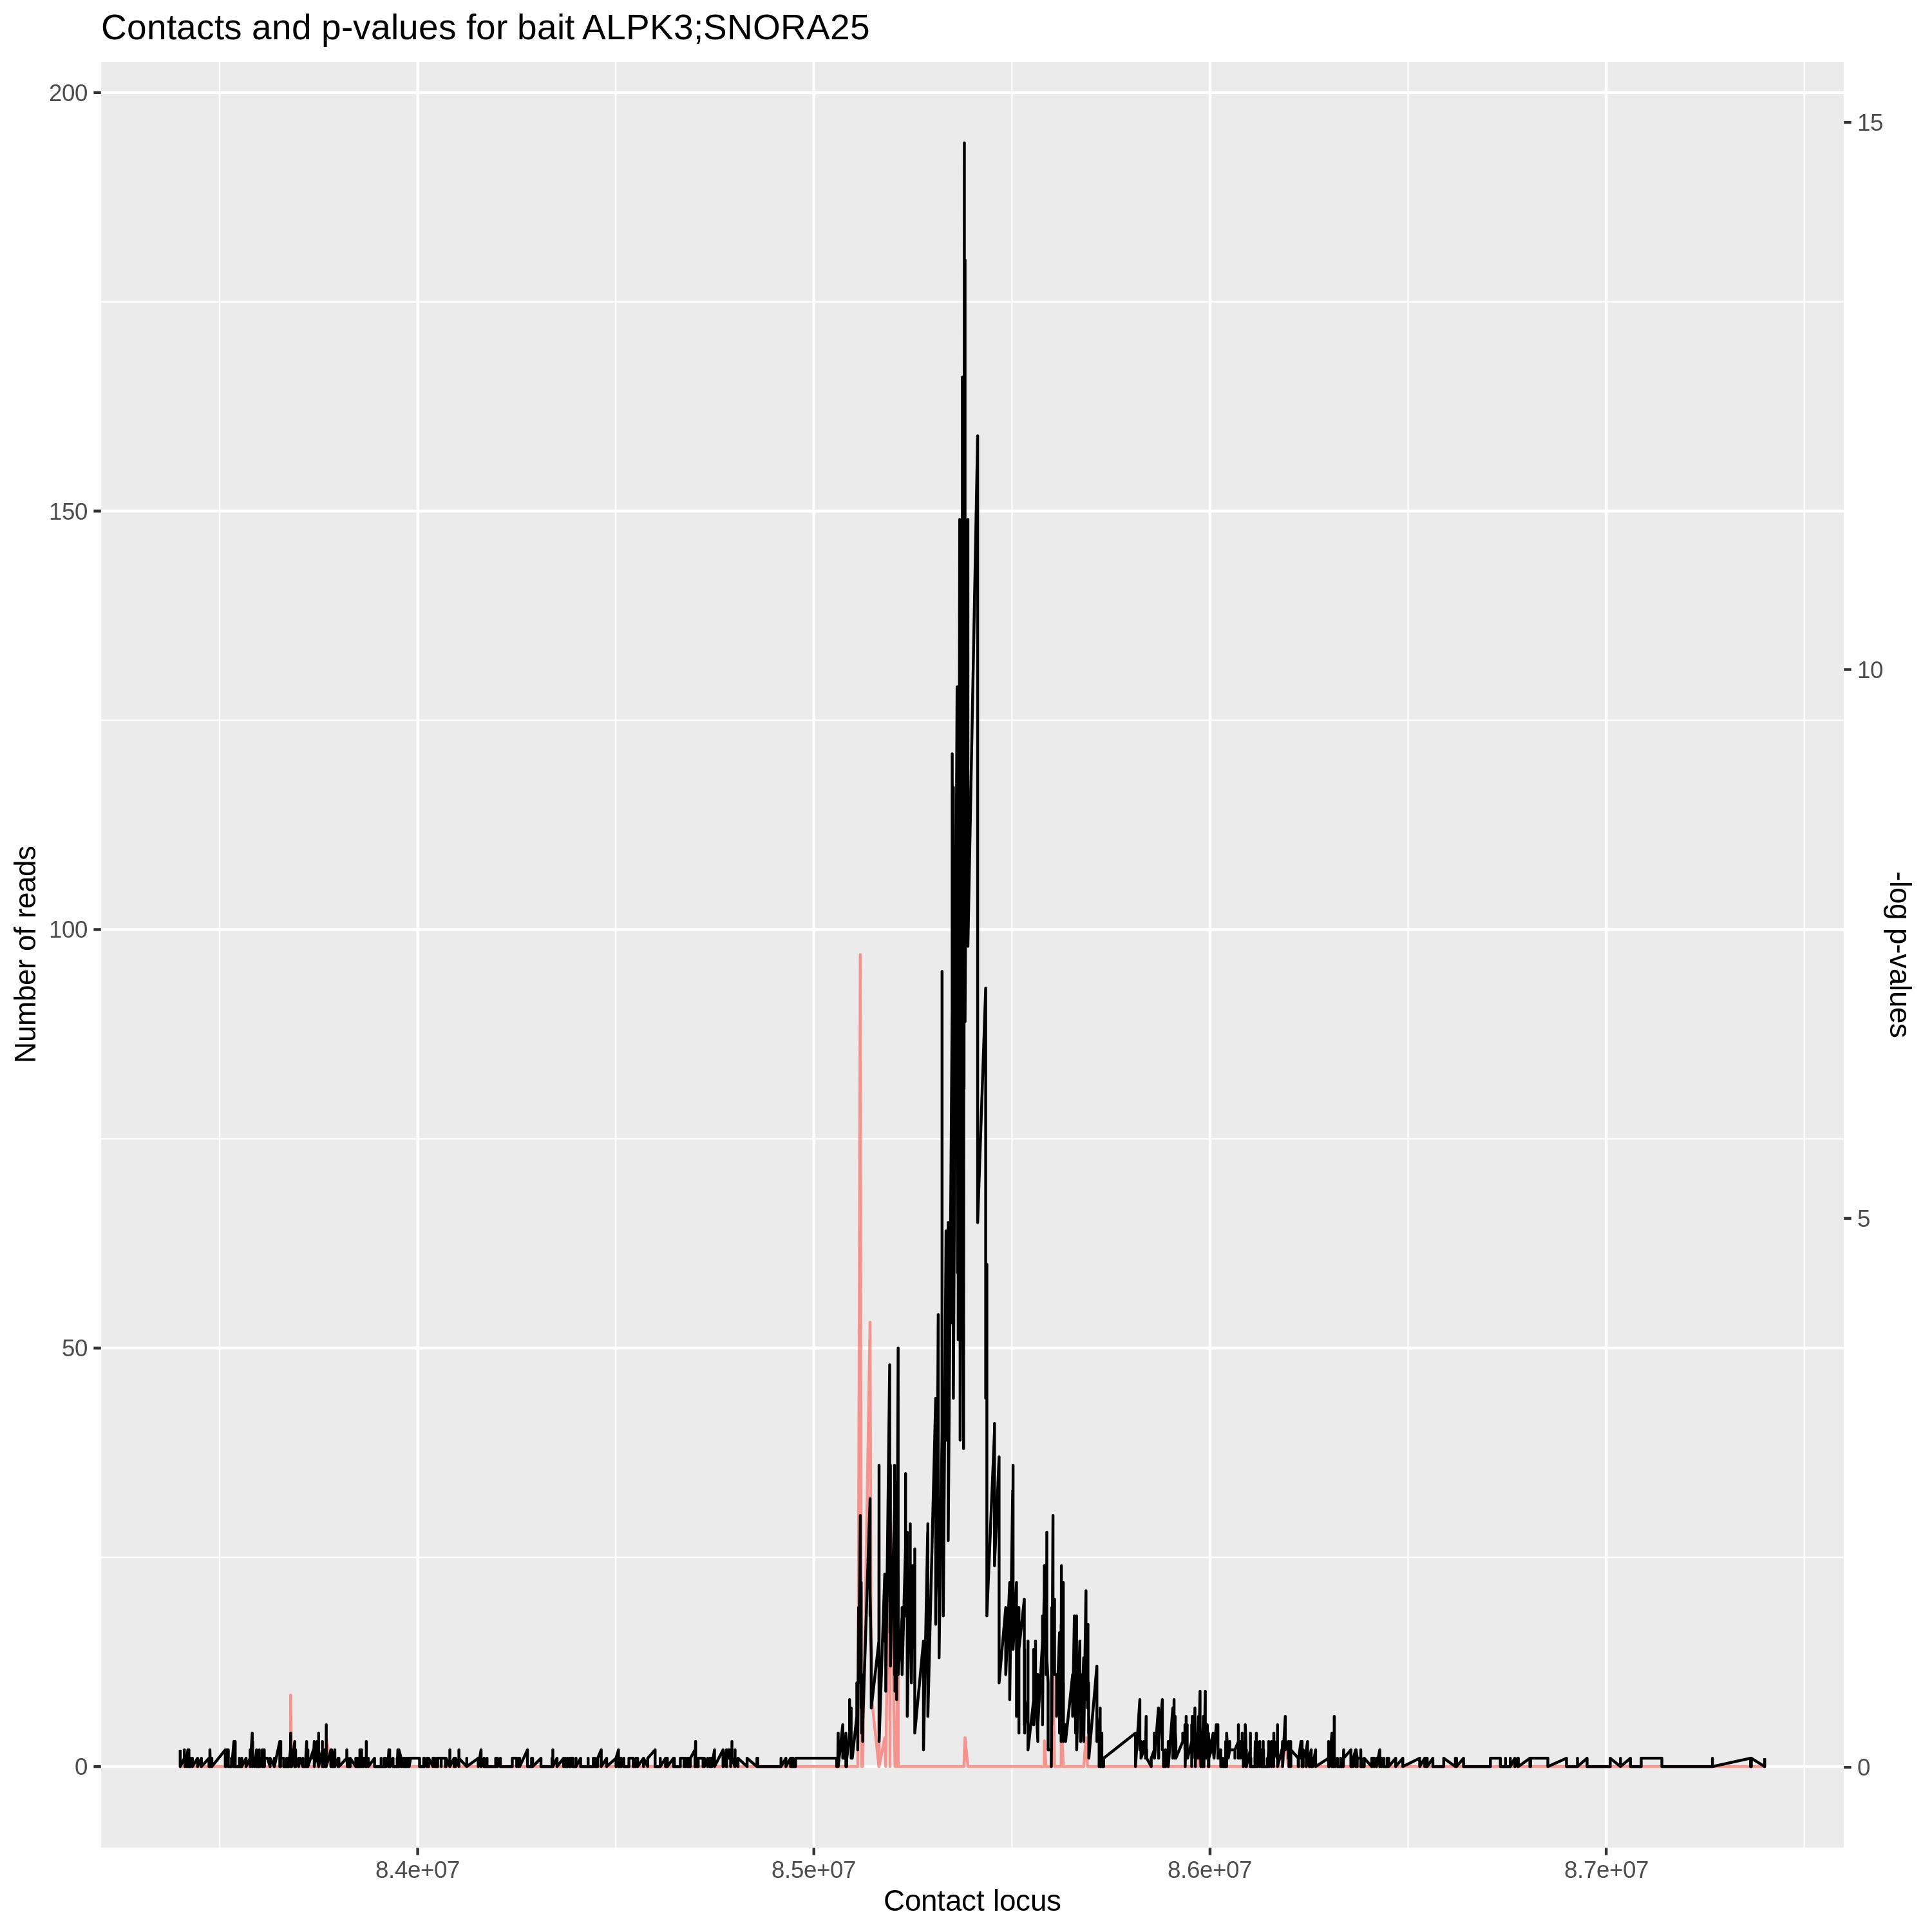 Contacts and p-values for bait ALPK3;SNORA25
200
150
100
50
0
Number of reads
15
10
5
0
-log p-values
8.4e+07
8.5e+07
8.6e+07
8.7e+07
Contact locus